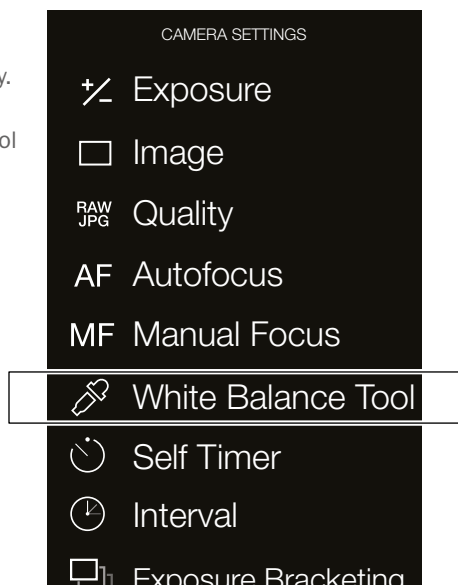 CAMERA SETTINGS
Exposure
Image
RAW
JPG
Quality
AF Autofocus
MF Manual Focus
White Balance Tool
Self Timer
Interval
Exposure Bracketing